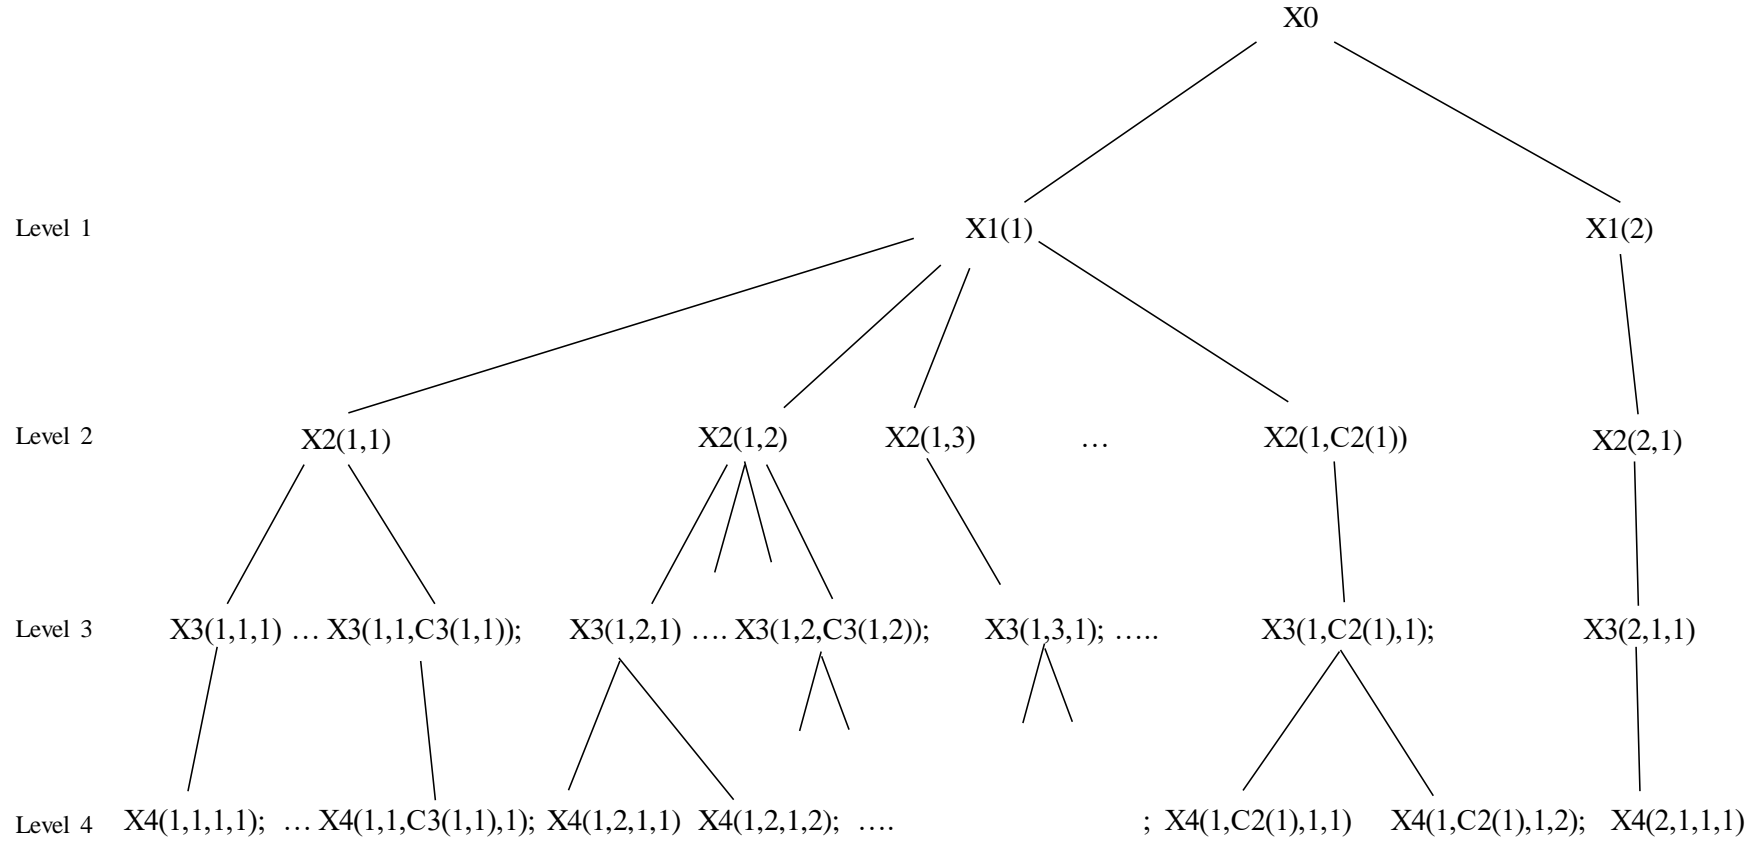 X0
Level 1 X1(1) X1(2)
Level 2 X2(1,1) X2(1,2) X2(1,3) … X2(1,C2(1)) X2(2,1)
Level 3 X3(1,1,1) … X3(1,1,C3(1,1)); X3(1,2,1) …. X3(1,2,C3(1,2)); X3(1,3,1); ….. X3(1,C2(1),1); X3(2,1,1)
Level 4 X4(1,1,1,1); … X4(1,1,C3(1,1),1); X4(1,2,1,1) X4(1,2,1,2); …. ; X4(1,C2(1),1,1) X4(1,C2(1),1,2); X4(2,1,1,1)